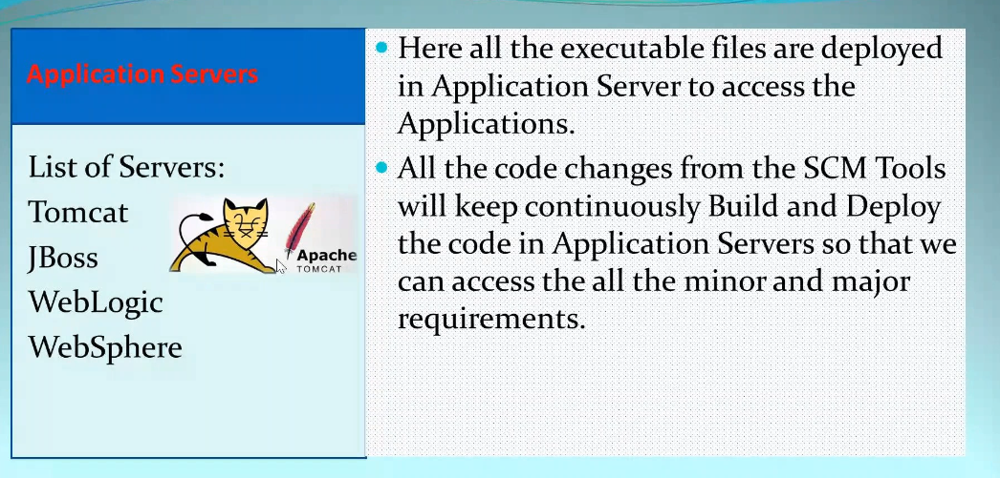 Application Servers
List of Servers:
Tomcat
JBoss
WebLogic
WebSphere
Apache
TOMCAT
Here all the executable files are deployed
in Application Server to access the
Applications.
All the code changes from the SCM Tools
will keep continuously Build and Deploy
the code in Application Servers so that we
can access the all the minor and major
requirements.